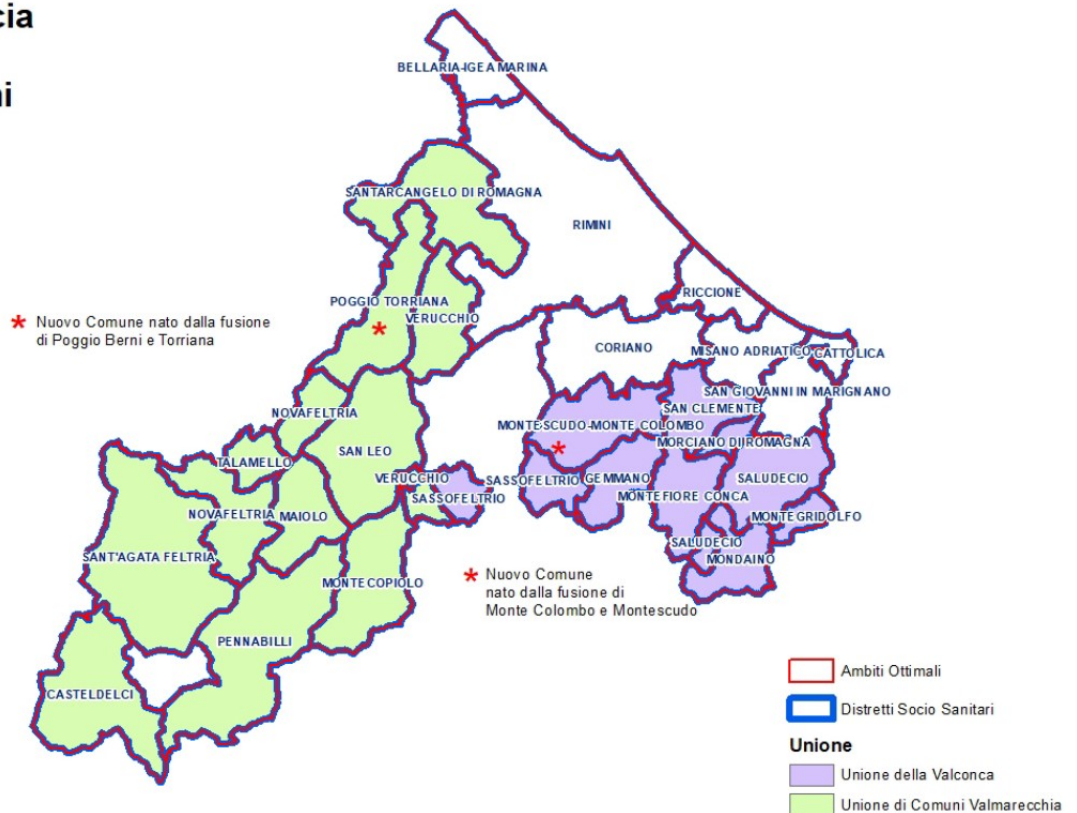 cia
ni
BELLARIA-IGEA MARINA
SANTARCANGELO DI ROMAGNA
RIMINI
RICCIONE
POGGIO TORRIANA
VERUCCHIO
* Nuovo Comune nato dalla fusione
di Poggio Berni e Torriana
CORIANO
MISANO ADRIATICO
CATTOLICA
SAN GIOVANNI IN MARIGNANO
NOVAFELTRIA
SAN CLEMENTE
MONTESCUDO-MONTE COLOMBO
MORCIANO DI ROMAGNA
SAN LEO
TALAMELLO
VERUCCHIO
SASSOFELTRIO
SASSOFELTRIO
GEMMANO
SALUDECIO
MONTEFIORE CONCA
NOVAFELTRIA
MAIOLO
MONTEGRIDOLFO
SALUDECIO
MONDAINO
SANT'AGATA FELTRIA
MONTECOPIOLO
* Nuovo Comune
nato dalla fusione di
Monte Colombo e Montescudo
PENNABILLI
CASTELDELCI
Ambiti Ottimali
Distretti Socio Sanitari
Unione
Unione della Valconca
Unione di Comuni Valmarecchia